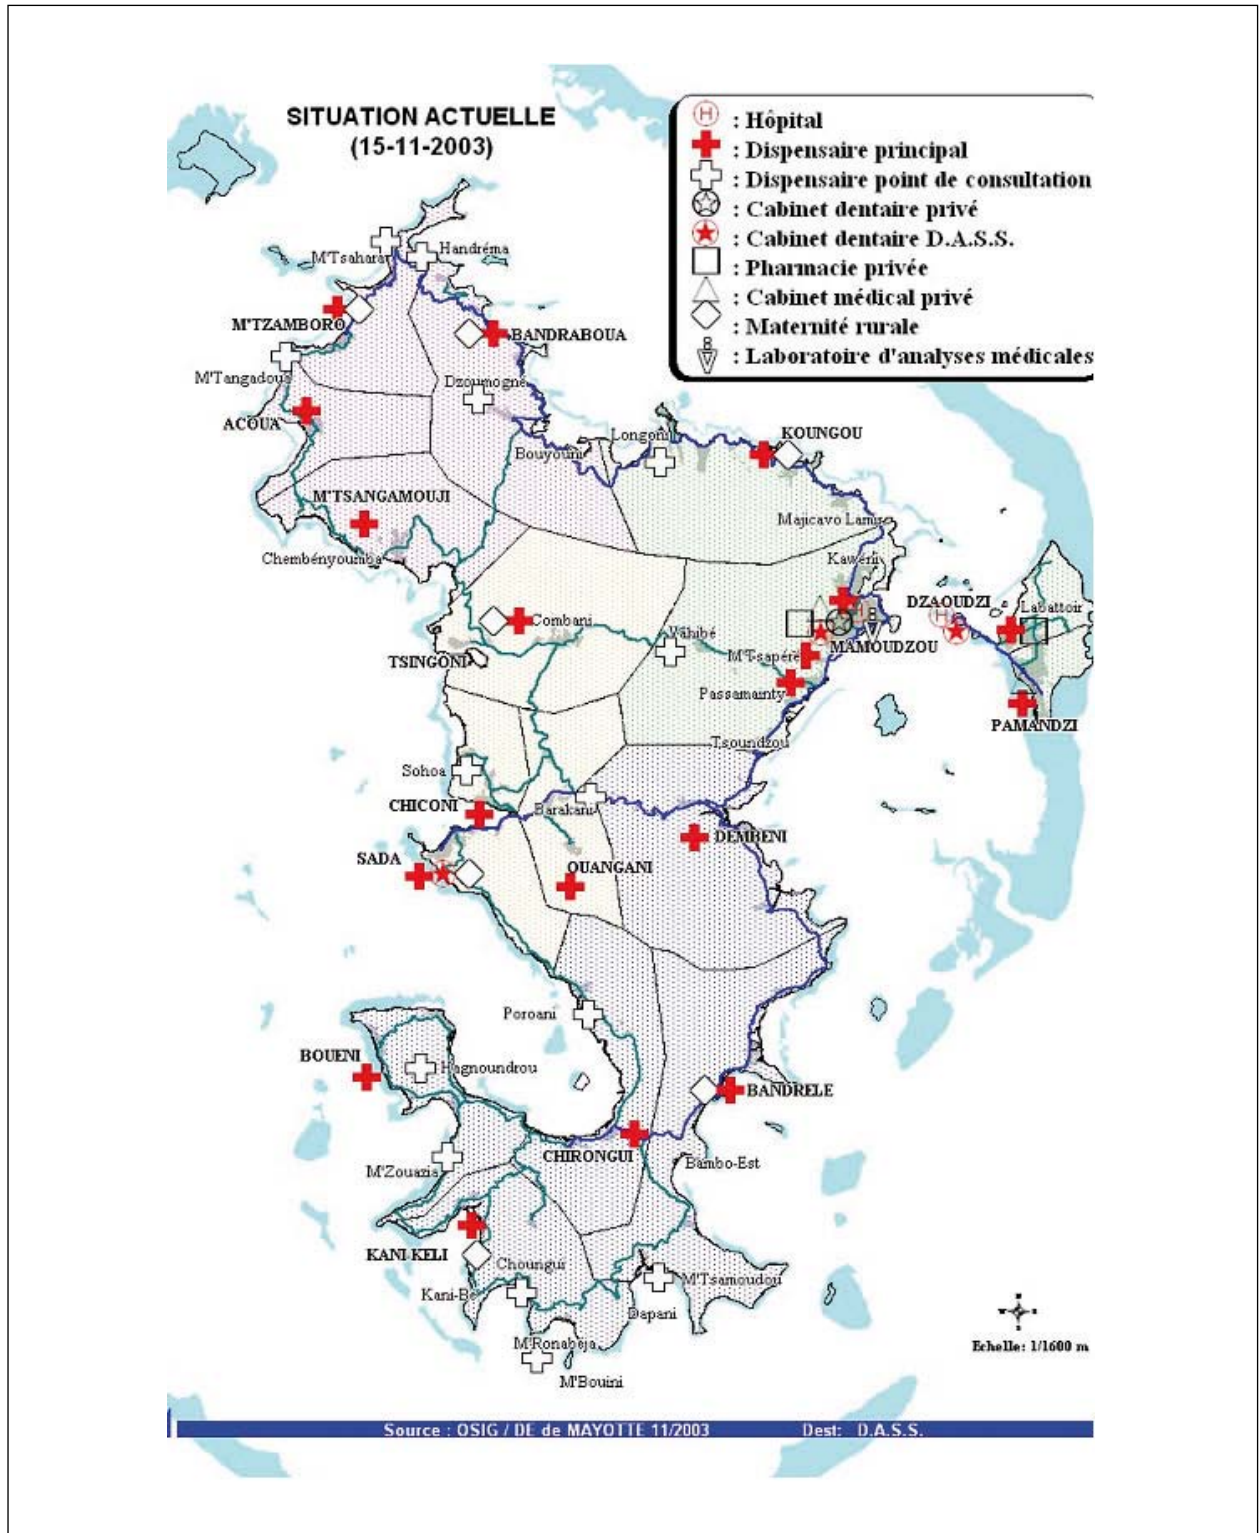 SITUATION ACTUELLE
(15-11-2003)
H : Hôpital
: Dispensaire principal
: Dispensaire point de consultation
: Cabinet dentaire privé
: Cabinet dentaire D.A.S.S.
: Pharmacie privée
: Cabinet médical privé
: Maternité rurale
: Laboratoire d'analyses médicales
M'Tsahara
Handréma
M'TZAMBORO
BANDRABOUA
M'Tangadoua
Dzoumogné
ACOUA
Longoni
KOUNGOU
Bouyouni
M'TSANGAMOUJI
Majicavo Lamir
Chembényoumba
Kawéni
DZAOUDZI
Labattoir
Combani
Vahibé
MAMOUDZOU
M'Tsapéré
TSINGONI
Passamainty
PAMANDZI
Tsoundzou
Sohoa
CHICONI
Barakani
DEMBENI
SADA
OUANGANI
Poroani
BOUENI
Hagnoundrou
BANDRELE
CHIRONGUI
Bambo-Est
M'Zouazia
KANI-KELI
Choungui
M'Tsamoudou
Kani-Bé
Dapani
M'Ronabéja
M'Bouini
Echelle: 1/1600 m
Source : OSIG / DE de MAYOTTE 11/2003 Dest: D.A.S.S.